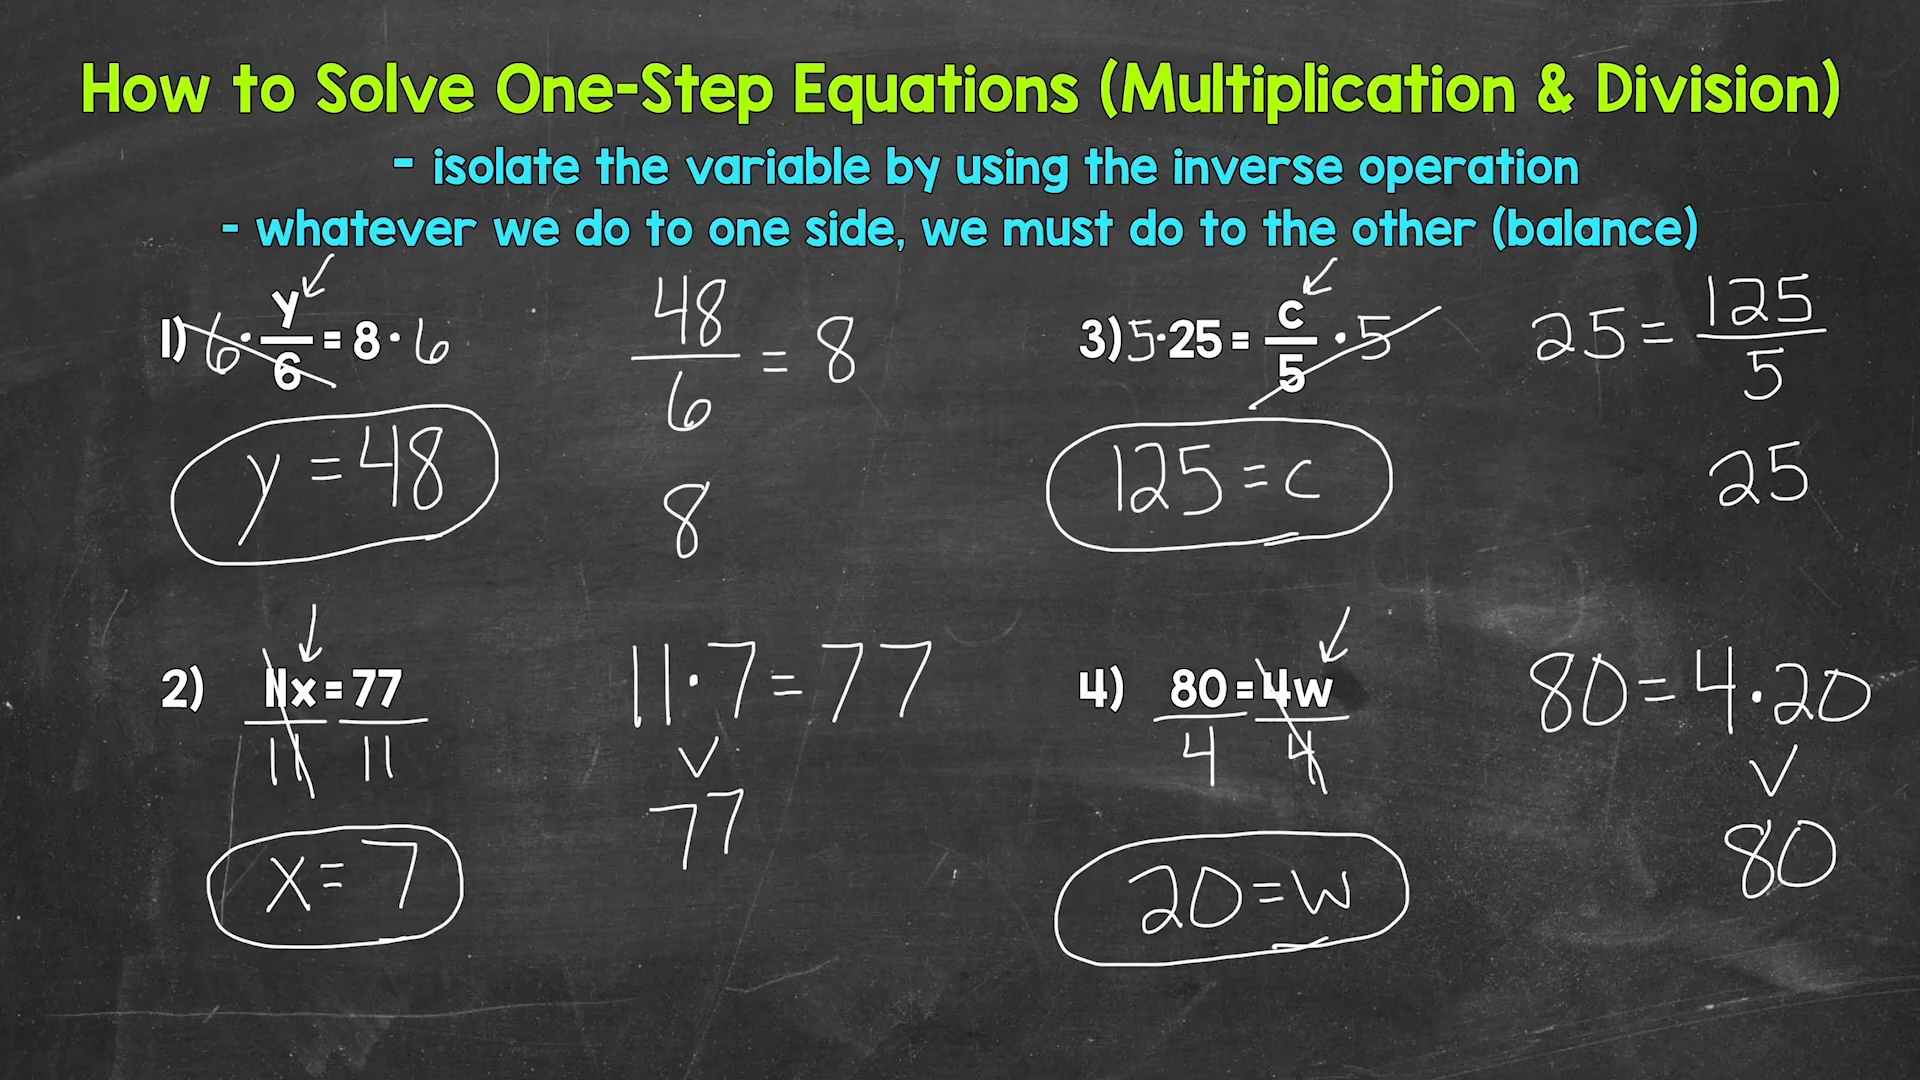 How to Solve One-Step Equations (Multiplication & Division)
- isolate the variable by using the inverse operation
- whatever we do to one side, we must do to the other (balance)
1) 6 · y/6 = 8 · 6
y = 48
48/6 = 8
8
2) 11x = 77
11 11
x = 7
11 · 7 = 77
77
3) 5 · 25 = c/5 · 5
125 = c
25 = 125/5
25
4) 80 = 4w
4 4
20 = w
80 = 4 · 20
80